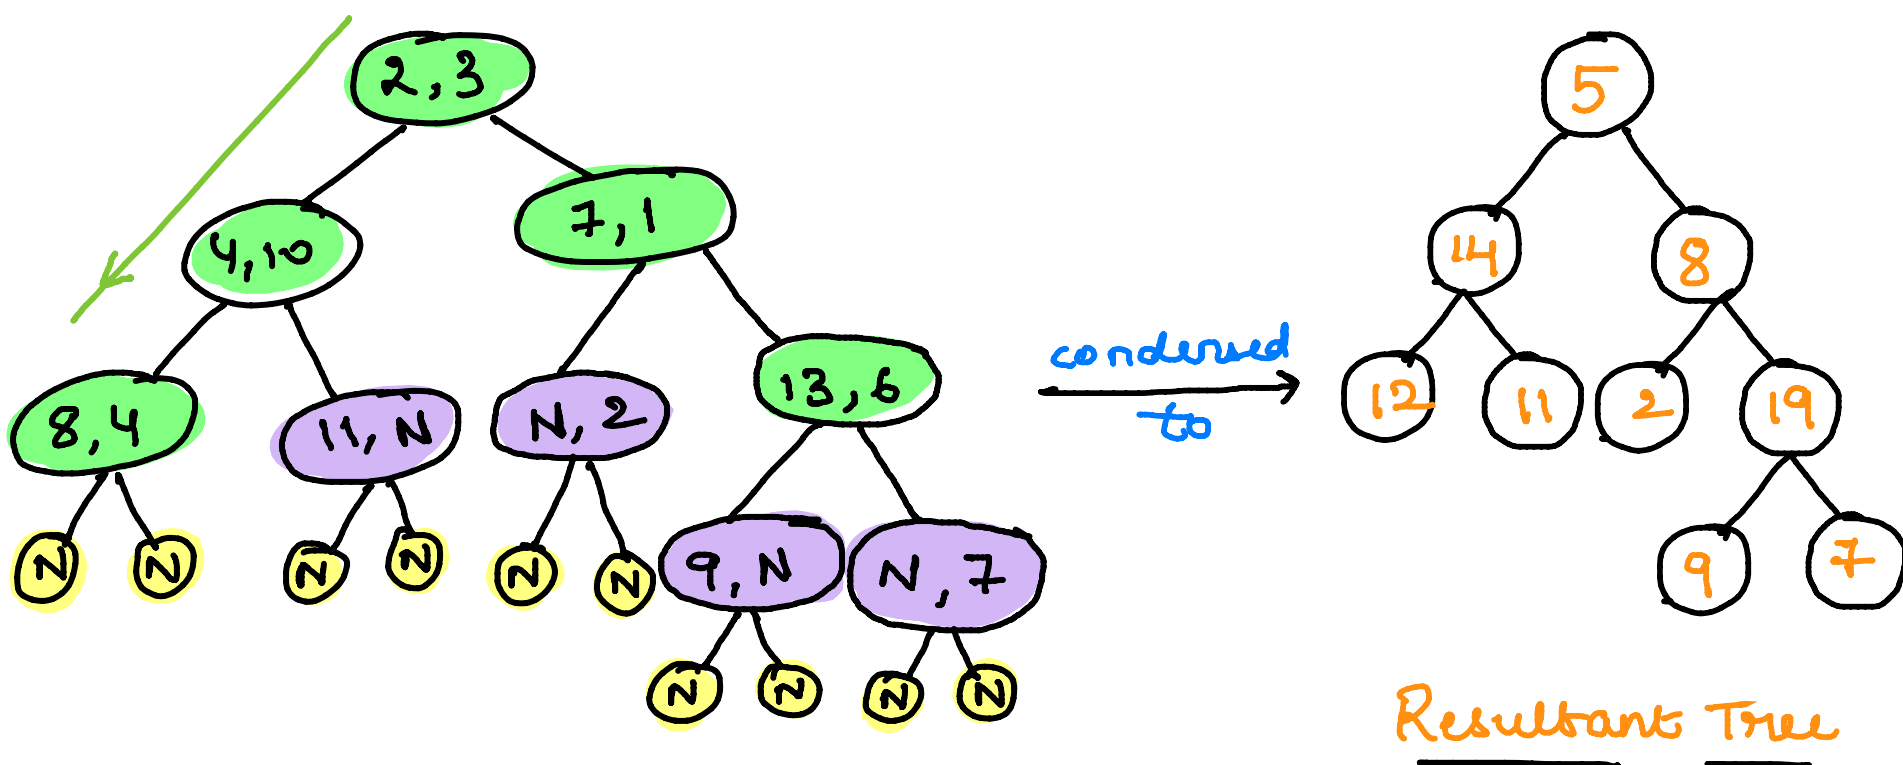 2,3
5
7,1
4,10
14
8
condensed
to
13,6
8,4
11,N
N,2
12
11
2
19
N
N
N
N
N
N
9,N
N,7
9
7
N
N
N
N
Resultant Tree